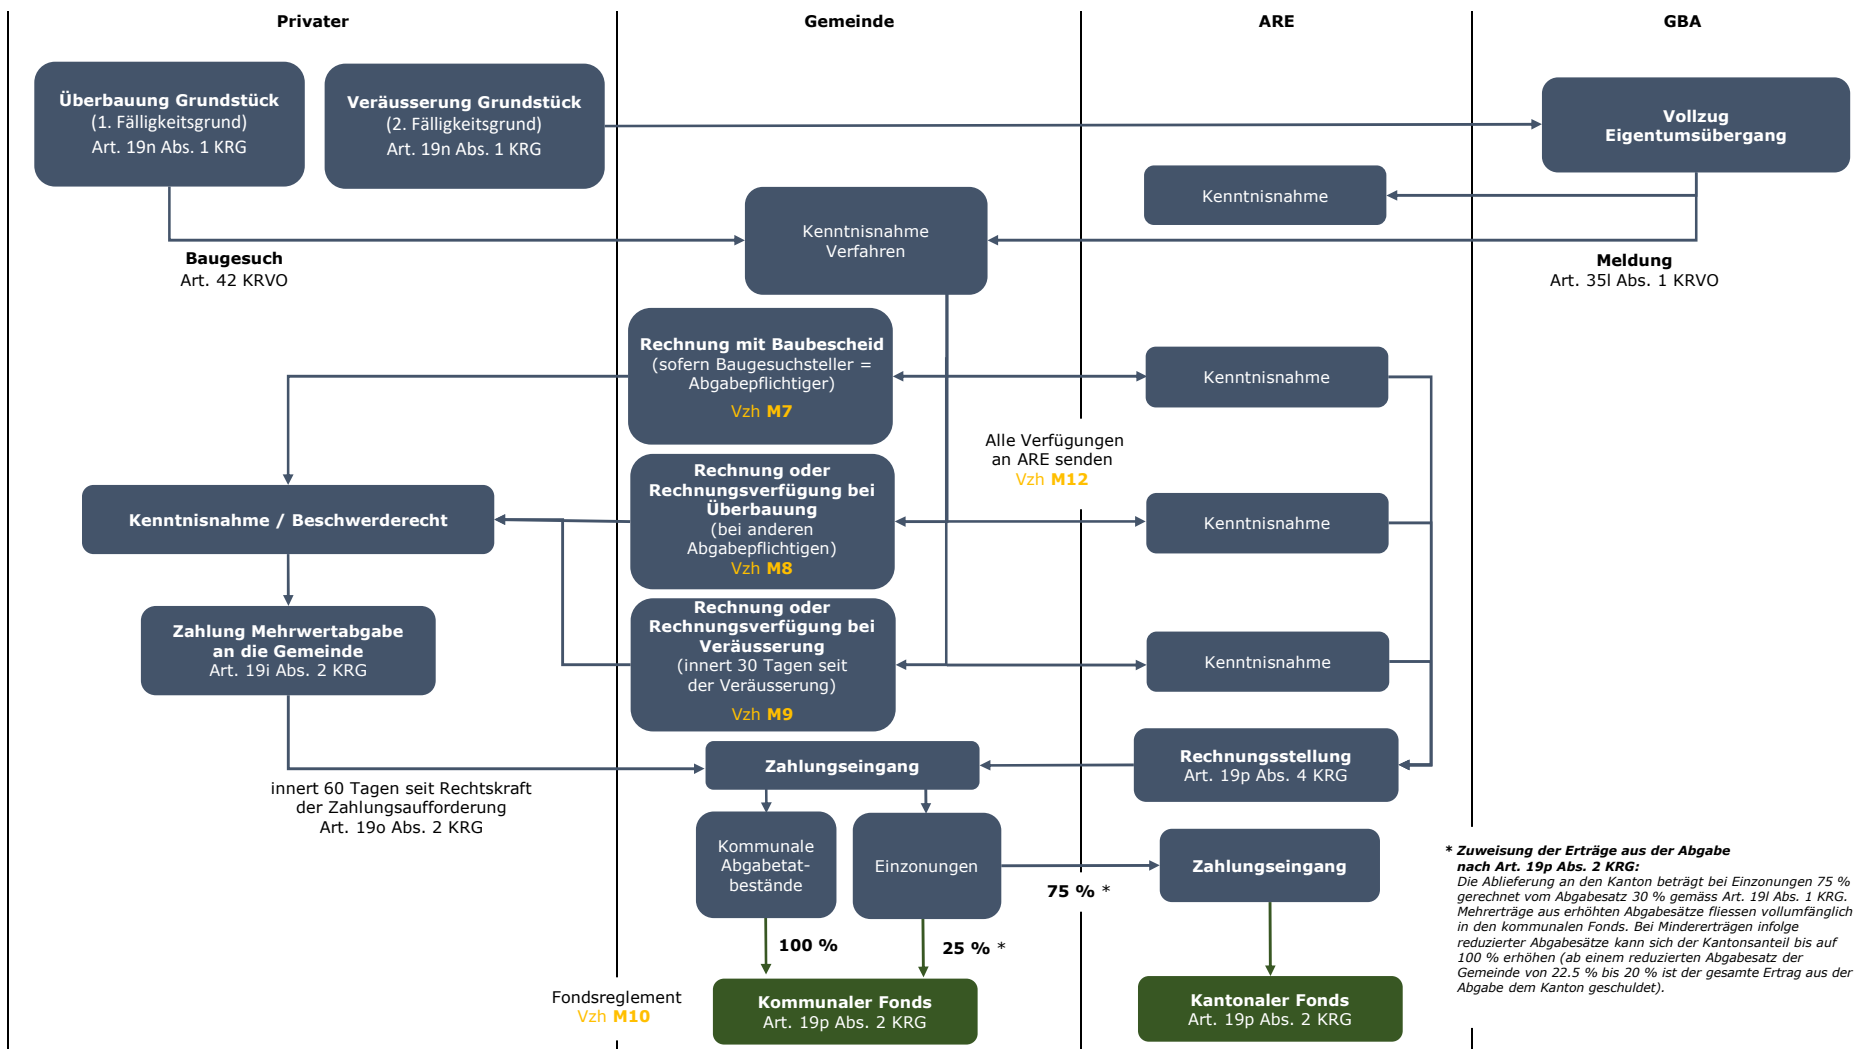 Privater
Gemeinde
ARE
GBA
Überbauung Grundstück
(1. Fälligkeitsgrund)
Art. 19n Abs. 1 KRG
Veräusserung Grundstück
(2. Fälligkeitsgrund)
Art. 19n Abs. 1 KRG
Vollzug
Eigentumsübergang
Kenntnisnahme
Kenntnisnahme
Verfahren
Baugesuch
Art. 42 KRVO
Meldung
Art. 35l Abs. 1 KRVO
Rechnung mit Baubescheid
(sofern Baugesuchsteller =
Abgabepflichtiger)
Vzh M7
Kenntnisnahme
Alle Verfügungen
an ARE senden
Vzh M12
Rechnung oder
Rechnungsverfügung bei
Überbauung
(bei anderen
Abgabepflichtigen)
Vzh M8
Kenntnisnahme / Beschwerderecht
Kenntnisnahme
Rechnung oder
Rechnungsverfügung bei
Veräusserung
(innert 30 Tagen seit
der Veräusserung)
Vzh M9
Zahlung Mehrwertabgabe
an die Gemeinde
Art. 19i Abs. 2 KRG
Kenntnisnahme
Zahlungseingang
Rechnungsstellung
Art. 19p Abs. 4 KRG
innert 60 Tagen seit Rechtskraft
der Zahlungsaufforderung
Art. 19o Abs. 2 KRG
Kommunale
Abgabetat-
bestände
Einzonungen
75 % *
Zahlungseingang
* Zuweisung der Erträge aus der Abgabe
nach Art. 19p Abs. 2 KRG:
Die Ablieferung an den Kanton beträgt bei Einzonungen 75 %
gerechnet vom Abgabesatz 30 % gemäss Art. 19l Abs. 1 KRG.
Mehrerträge aus erhöhten Abgabesätze fliessen vollumfänglich
in den kommunalen Fonds. Bei Mindererträgen infolge
reduzierter Abgabesätze kann sich der Kantonsanteil bis auf
100 % erhöhen (ab einem reduzierten Abgabesatz der
Gemeinde von 22.5 % bis 20 % ist der gesamte Ertrag aus der
Abgabe dem Kanton geschuldet).
100 %
25 % *
Fondsreglement
Vzh M10
Kommunaler Fonds
Art. 19p Abs. 2 KRG
Kantonaler Fonds
Art. 19p Abs. 2 KRG